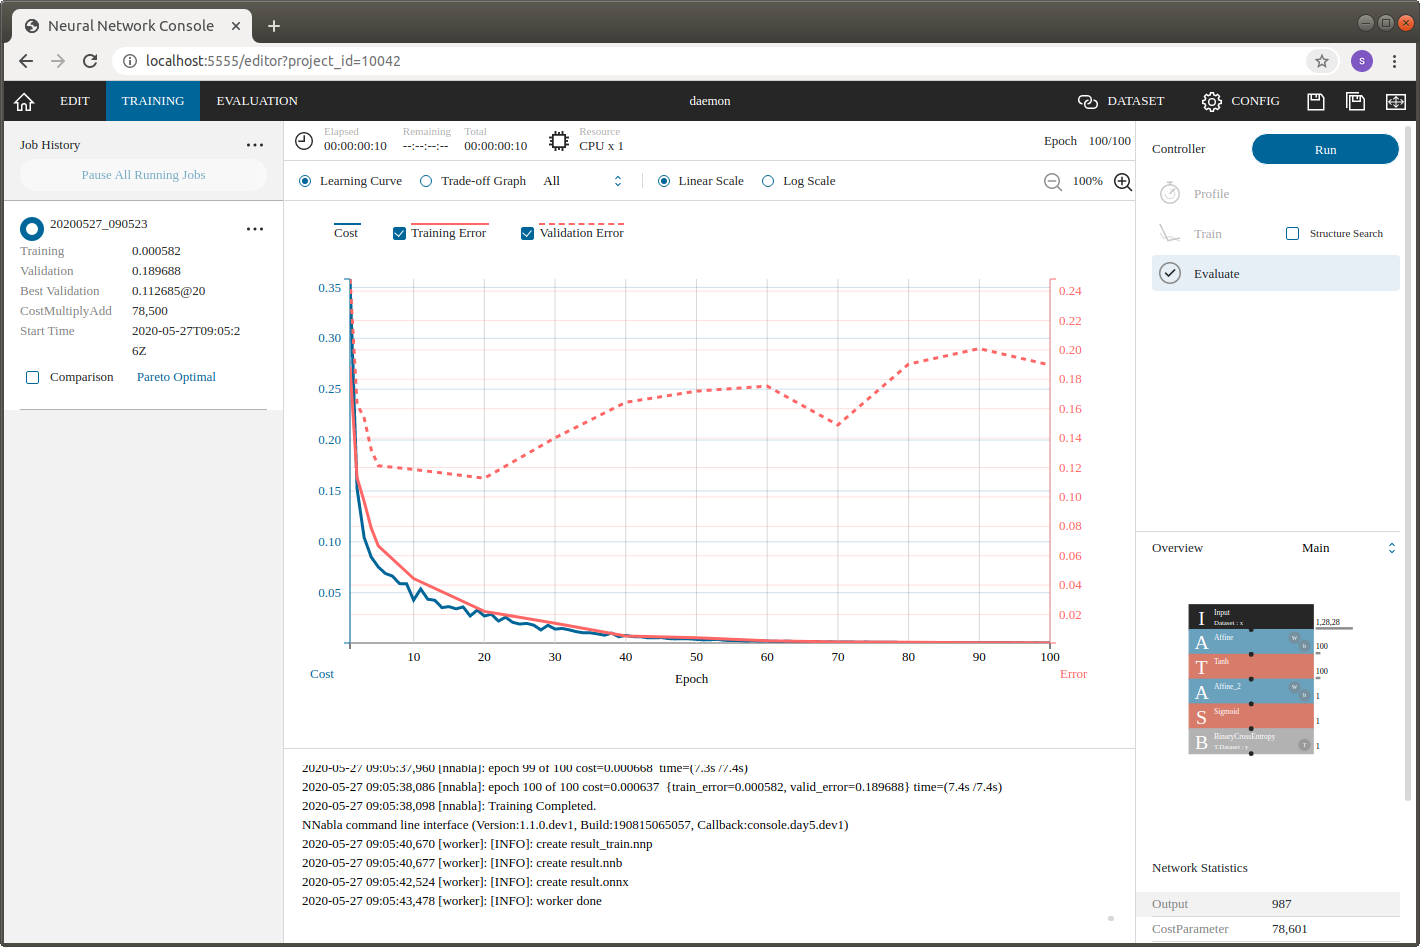 Neural Network Console
localhost:5555/editor?project_id=10042
S
EDIT TRAINING EVALUATION daemon DATASET CONFIG
Job History
Pause All Running Jobs
20200527_090523
Training 0.000582
Validation 0.189688
Best Validation 0.112685@20
CostMultiplyAdd 78,500
Start Time 2020-05-27T09:05:2
6Z
Comparison Pareto Optimal
Elapsed Remaining Total Resource
00:00:00:10 --:--:--:-- 00:00:00:10 CPU x 1
Epoch 100/100
Learning Curve Trade-off Graph All Linear Scale Log Scale 100%
Cost Training Error Validation Error
0.35
0.30
0.25
0.20
0.15
0.10
0.05
0.24
0.22
0.20
0.18
0.16
0.14
0.12
0.10
0.08
0.06
0.04
0.02
10 20 30 40 50 60 70 80 90 100
Cost Epoch Error
2020-05-27 09:05:37,960 [nnabla]: epoch 99 of 100 cost=0.000668 time=(7.3s /7.4s)
2020-05-27 09:05:38,086 [nnabla]: epoch 100 of 100 cost=0.000637 {train_error=0.000582, valid_error=0.189688} time=(7.4s /7.4s)
2020-05-27 09:05:38,098 [nnabla]: Training Completed.
NNabla command line interface (Version:1.1.0.dev1, Build:190815065057, Callback:console.day5.dev1)
2020-05-27 09:05:40,670 [worker]: [INFO]: create result_train.nnp
2020-05-27 09:05:40,677 [worker]: [INFO]: create result.nnb
2020-05-27 09:05:42,524 [worker]: [INFO]: create result.onnx
2020-05-27 09:05:43,478 [worker]: [INFO]: worker done
Controller Run
Profile
Train Structure Search
Evaluate
Overview Main
I Input
Dataset : x 1,28,28
A Affine W b 100
T Tanh 100
A Affine_2 W b 1
S Sigmoid 1
B BinaryCrossEntropy
T.Dataset : y T 1
Network Statistics
Output 987
CostParameter 78,601